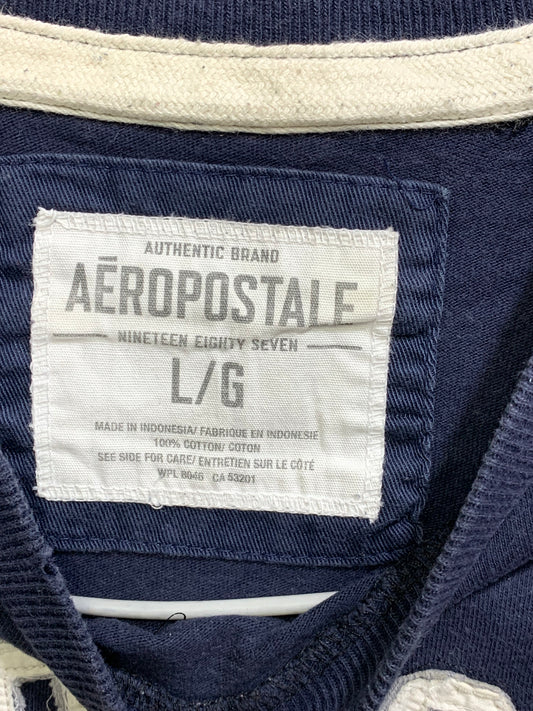 AUTHENTIC BRAND
AĒROPOSTALE
NINETEEN EIGHTY SEVEN
L/G
MADE IN INDONESIA/ FABRIQUE EN INDONESIE
100% COTTON/ COTON
SEE SIDE FOR CARE/ ENTRETIEN SUR LE CÔTÉ
WPL 8046 CA 53201